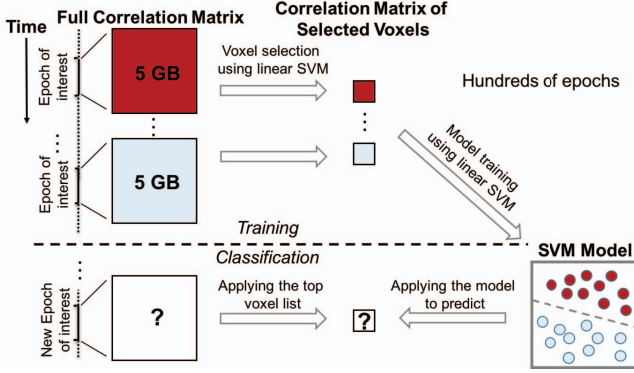 Full Correlation Matrix
Correlation Matrix of
Selected Voxels
Time
Epoch of
interest
5 GB
Voxel selection
using linear SVM
Hundreds of epochs
Epoch of
interest
5 GB
Model training
using linear SVM
Training
Classification
SVM Model
New Epoch
of interest
?
Applying the top
voxel list
?
Applying the model
to predict